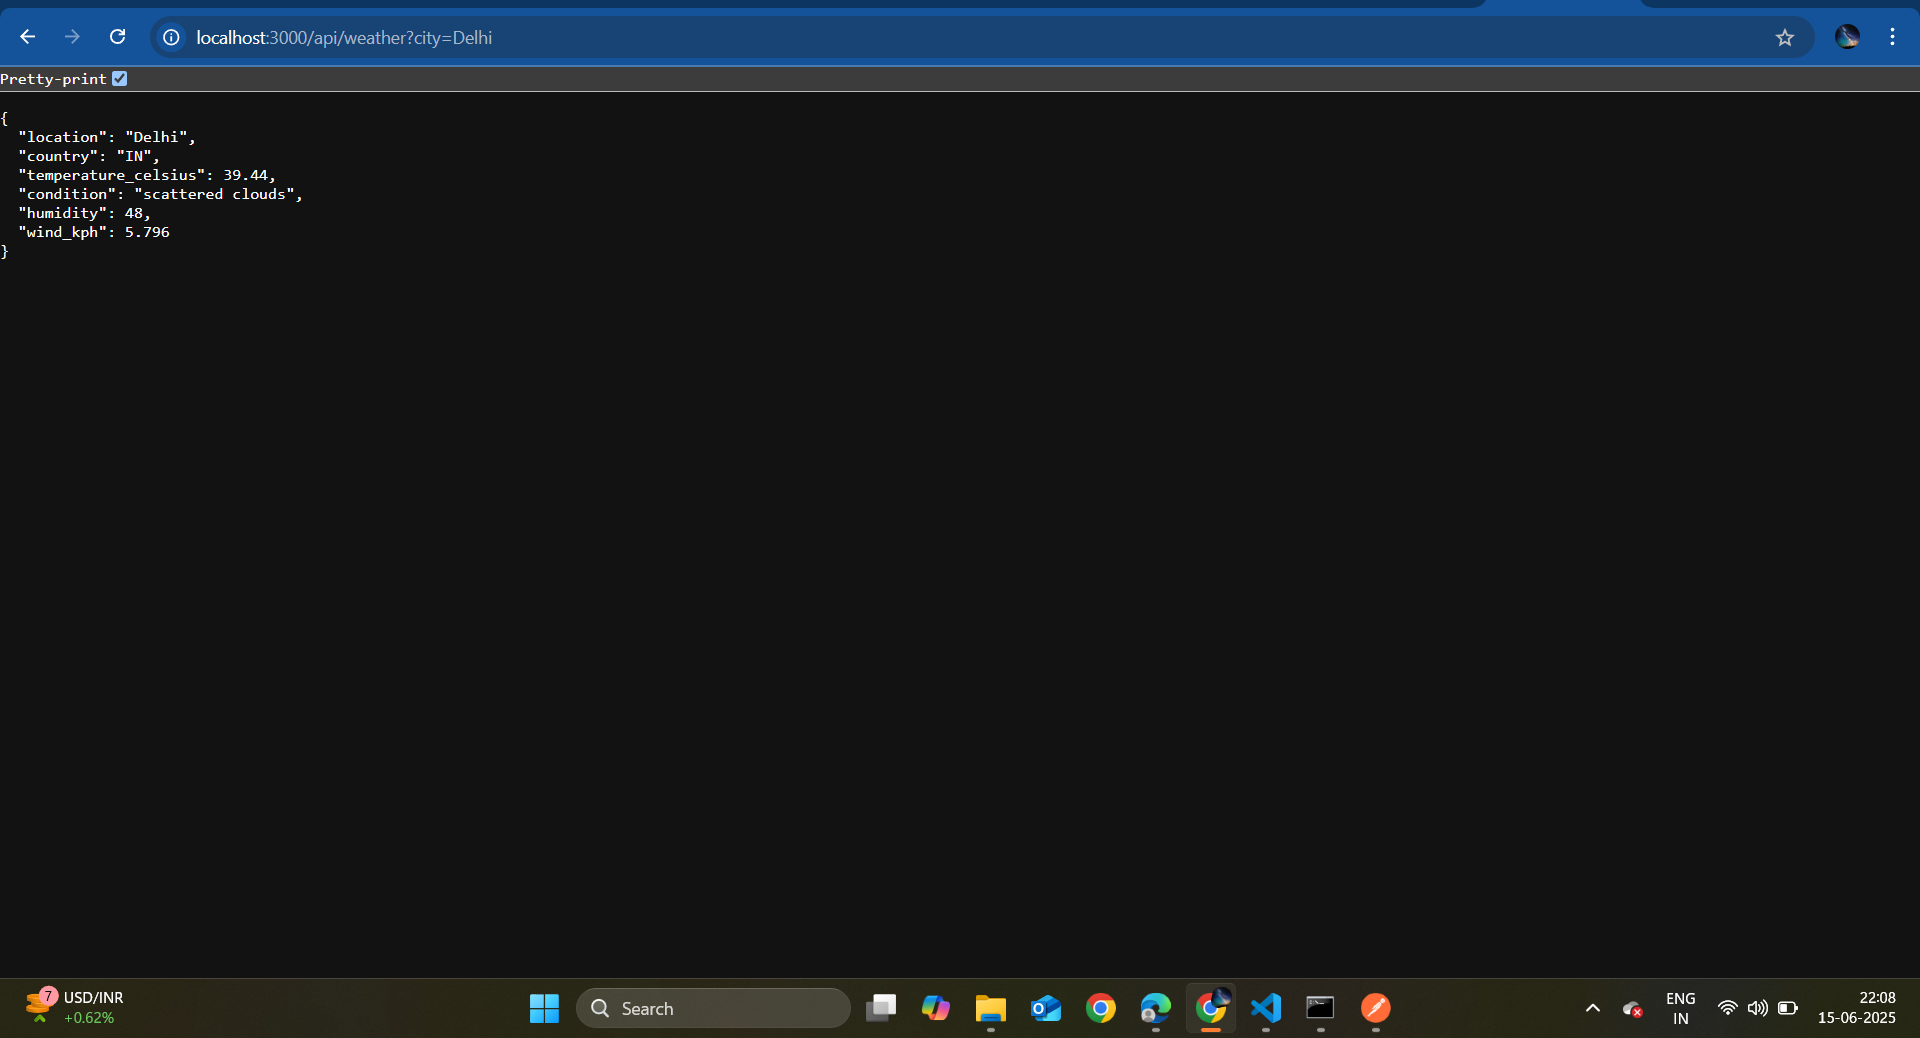 localhost:3000/api/weather?city=Delhi
Pretty-print
{
  "location": "Delhi",
  "country": "IN",
  "temperature_celsius": 39.44,
  "condition": "scattered clouds",
  "humidity": 48,
  "wind_kph": 5.796
}
7
USD/INR
+0.62%
Search
ENG
IN
22:08
15-06-2025